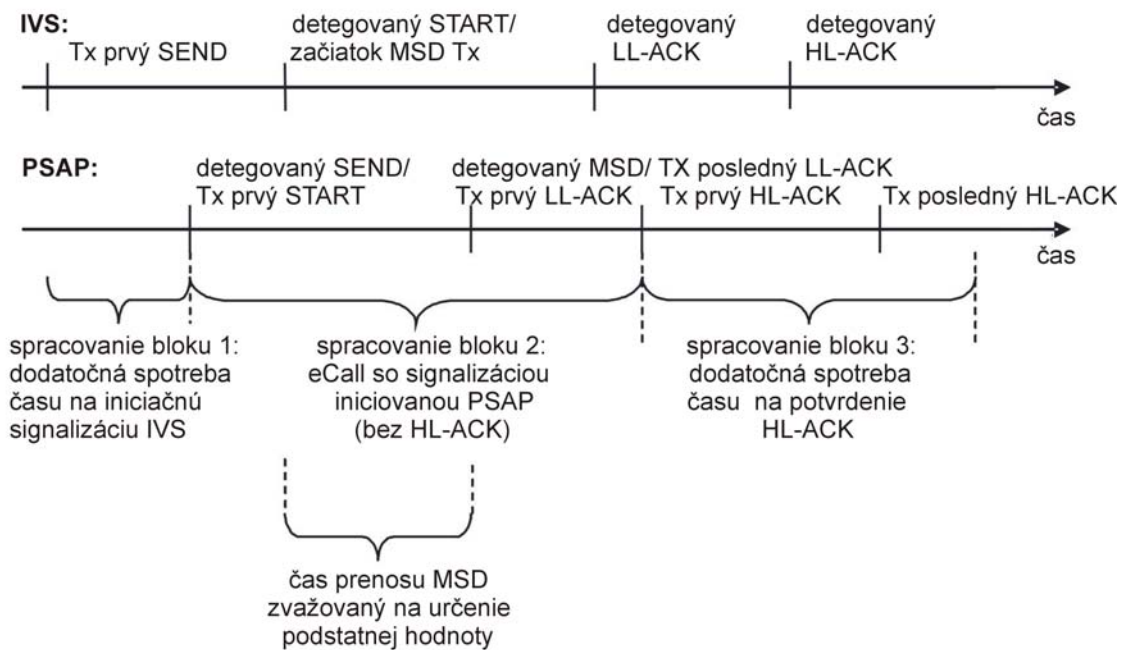 IVS:
Tx prvý SEND
detegovaný START/
začiatok MSD Tx
detegovaný
LL-ACK
detegovaný
HL-ACK
čas
PSAP:
detegovaný SEND/
Tx prvý START
detegovaný MSD/
Tx prvý LL-ACK
TX posledný LL-ACK
Tx prvý HL-ACK
Tx posledný HL-ACK
čas
spracovanie bloku 1:
dodatočná spotreba
času na iniciačnú
signalizáciu IVS
spracovanie bloku 2:
eCall so signalizáciou
iniciovanou PSAP
(bez HL-ACK)
spracovanie bloku 3:
dodatočná spotreba
času na potvrdenie
HL-ACK
čas prenosu MSD
zvažovaný na určenie
podstatnej hodnoty